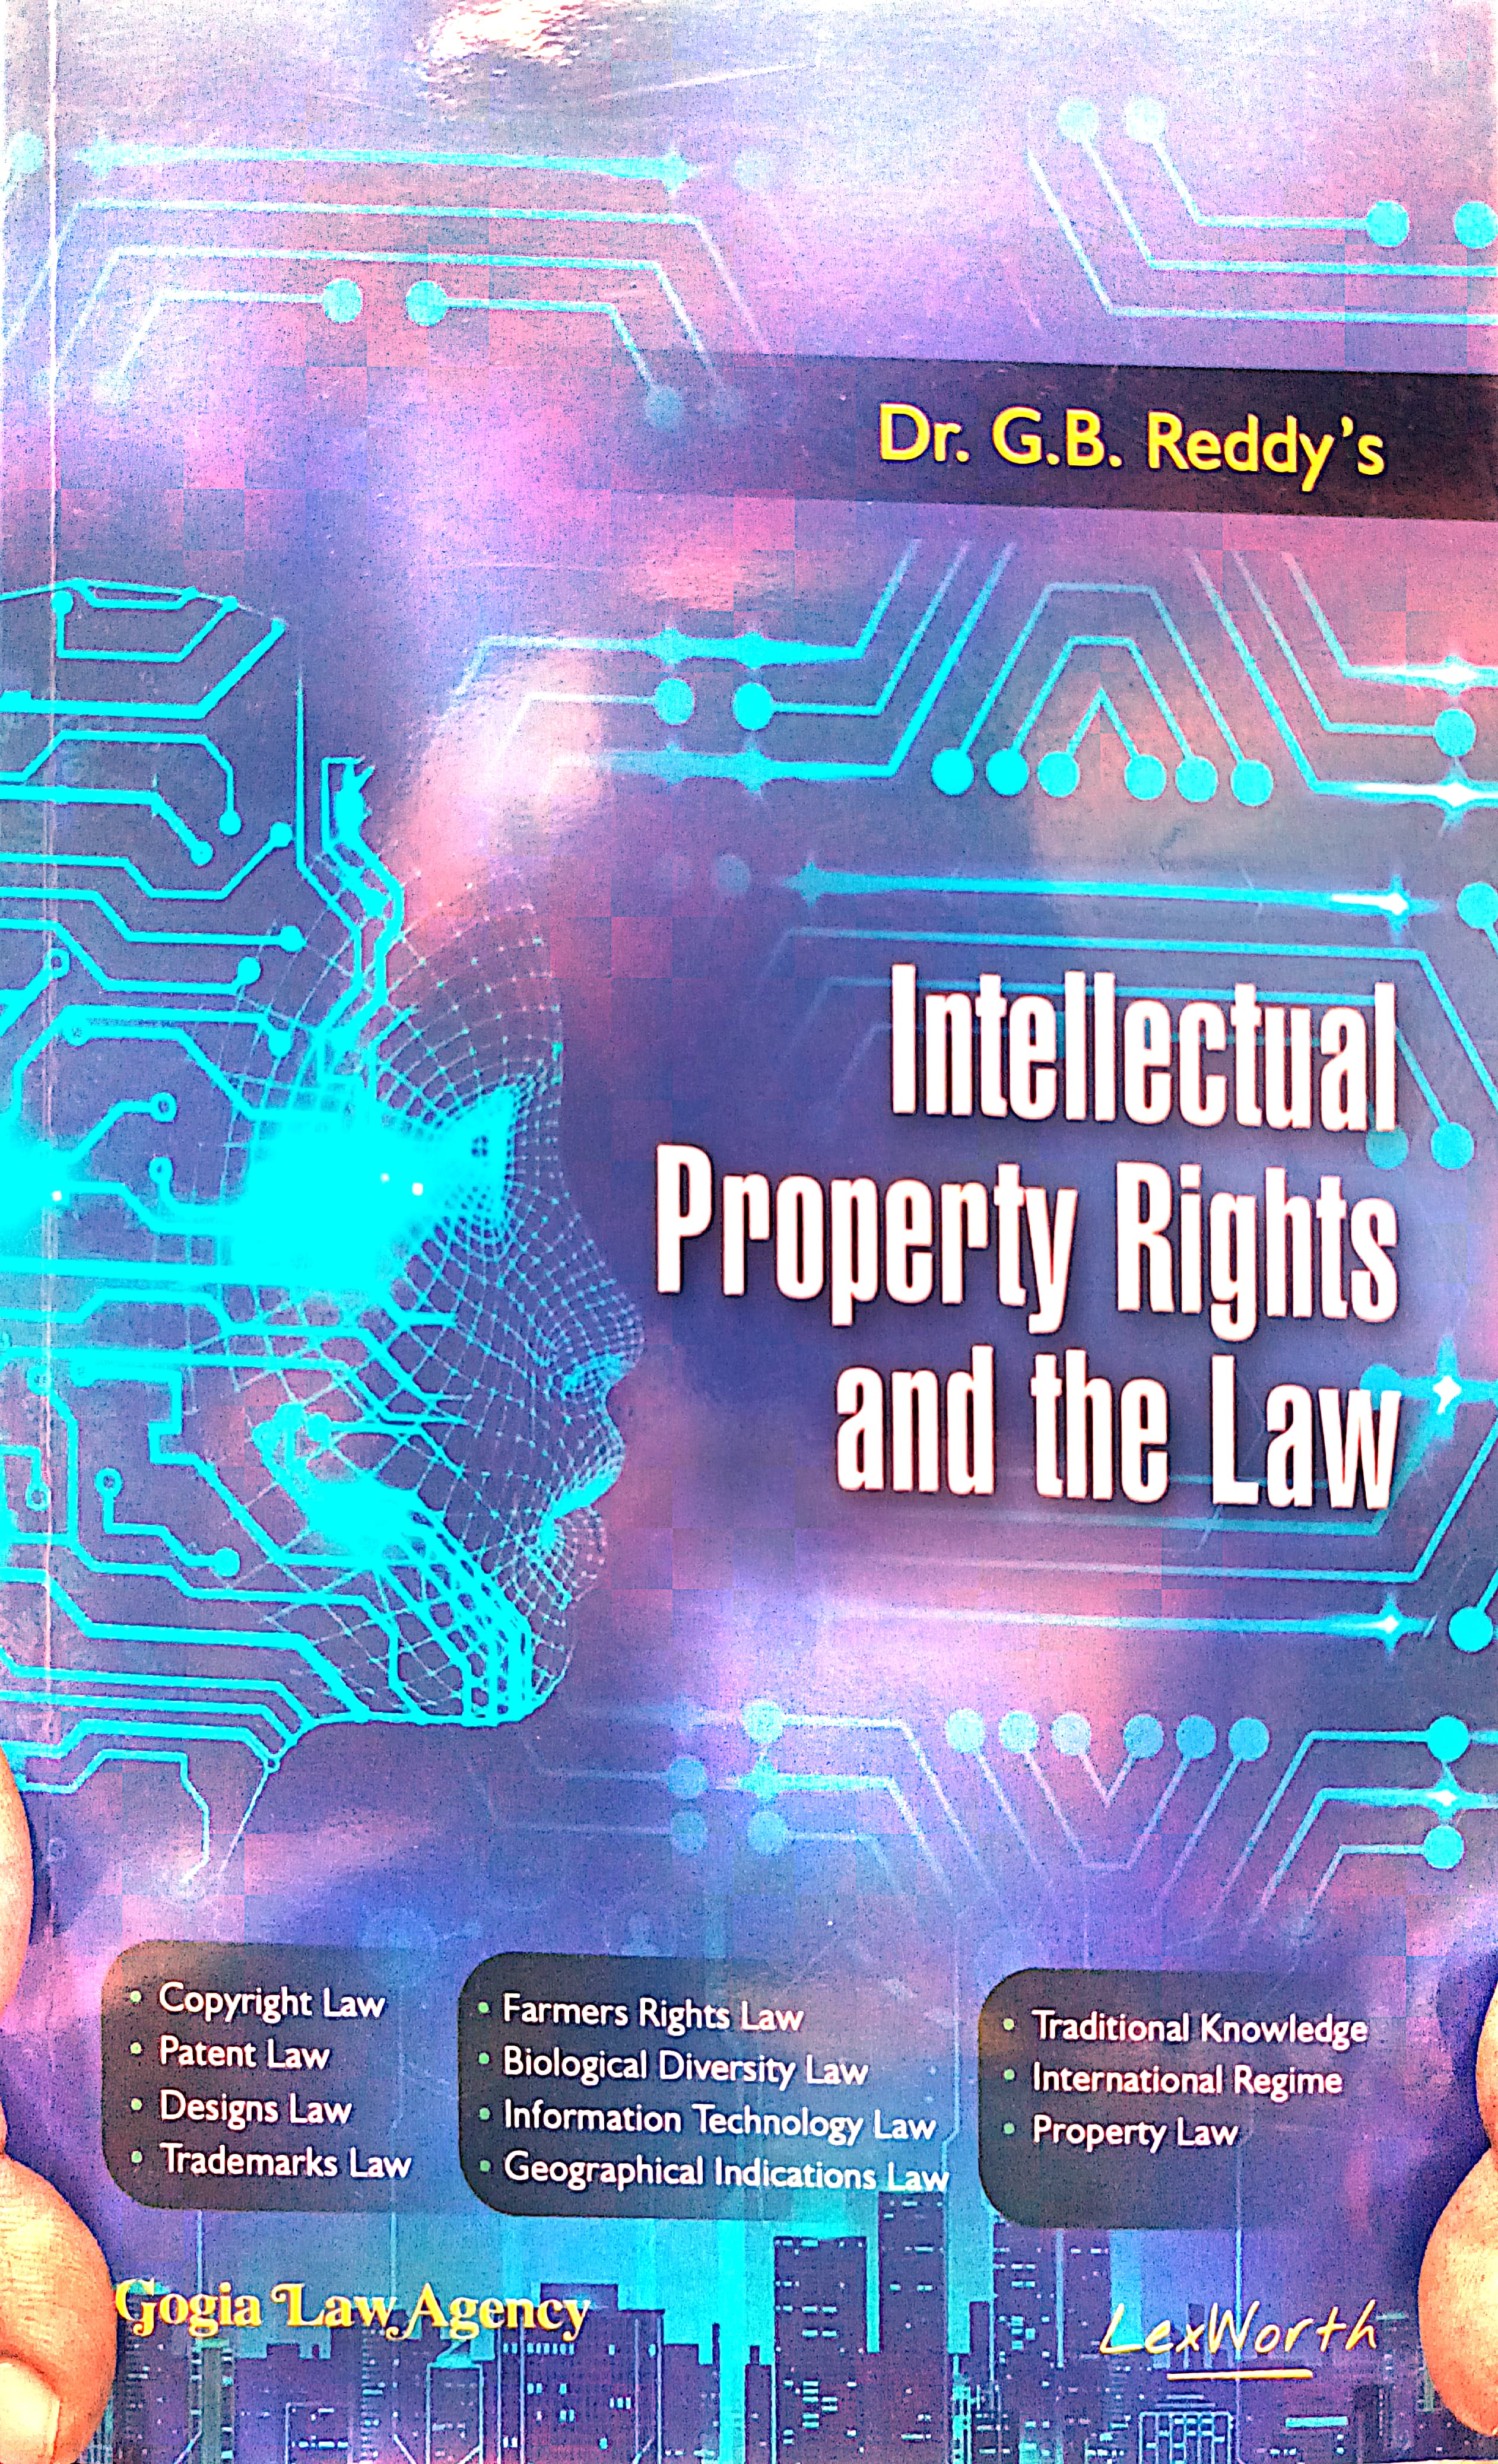 Dr. G.B. Reddy's
Intellectual
Property Rights
and the Law
• Copyright Law
• Patent Law
• Designs Law
• Trademarks Law
• Farmers Rights Law
• Biological Diversity Law
• Information Technology Law
• Geographical Indications Law
• Traditional Knowledge
• International Regime
• Property Law
Gogia Law Agency
LexWorth